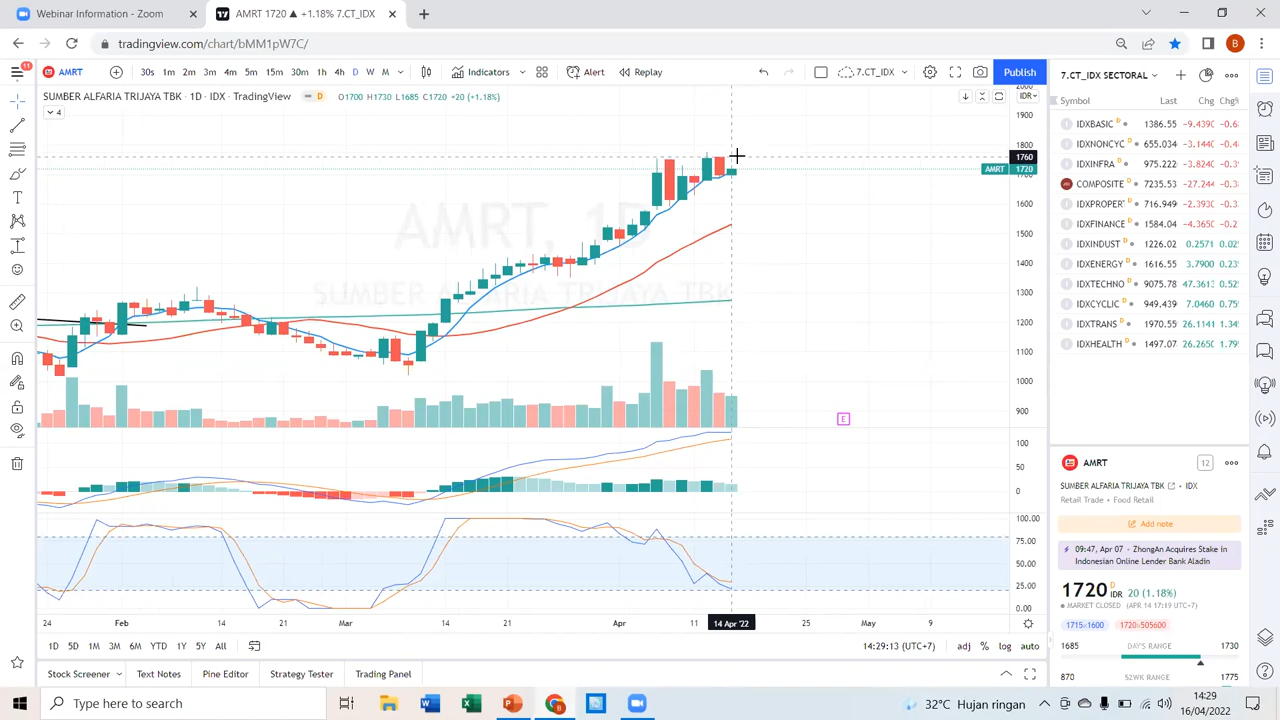 Webinar Information - Zoom
AMRT 1720 ▲ +1.18% 7.CT_IDX
tradingview.com/chart/bMM1pW7C/
B
11
AMRT
30s 1m 2m 3m 4m 5m 15m 30m 1h 4h D W M
Indicators
Alert
Replay
7.CT_IDX
Publish
SUMBER ALFARIA TRIJAYA TBK · 1D · IDX · TradingView
D
O1700 H1730 L1685 C1720 +20 (+1.18%)
4
AMRT, 1D
SUMBER ALFARIA TRIJAYA TBK
IDR
1900
1800
1760
AMRT 1720
1600
1500
1400
1300
1200
1100
1000
900
E
100
50
0
100.00
75.00
50.00
25.00
0.00
24 Feb 14 21 Mar 14 21 Apr 11 14 Apr '22 25 May 9
1D 5D 1M 3M 6M YTD 1Y 5Y All
14:29:13 (UTC+7)
adj % log auto
Stock Screener
Text Notes
Pine Editor
Strategy Tester
Trading Panel
7.CT_IDX SECTORAL
Symbol Last Chg Chg%
IDXBASIC D 1386.55 -9.4390
IDXNONCYC D 655.034 -3.1440
IDXINFRA D 975.222 -3.8240
COMPOSITE D 7235.53 -27.244
IDXPROPERT D 716.949 -2.3930
IDXFINANCE D 1584.04 -4.3650
IDXINDUST D 1226.02 0.2571
IDXENERGY D 1616.55 3.7900
IDXTECHNO D 9075.78 47.3613
IDXCYCLIC D 949.439 7.0460
IDXTRANS D 1970.55 26.1141
IDXHEALTH D 1497.07 26.2650
AMRT
12
SUMBER ALFARIA TRIJAYA TBK · IDX
Retail Trade · Food Retail
Add note
09:47, Apr 07 · ZhongAn Acquires Stake in
Indonesian Online Lender Bank Aladin
1720 D IDR 20 (1.18%)
MARKET CLOSED (APR 14 17:19 UTC+7)
1715×1600 1720×505600
1685 DAY'S RANGE 1730
870 52WK RANGE 1775
Type here to search
32°C Hujan ringan
14:29
16/04/2022